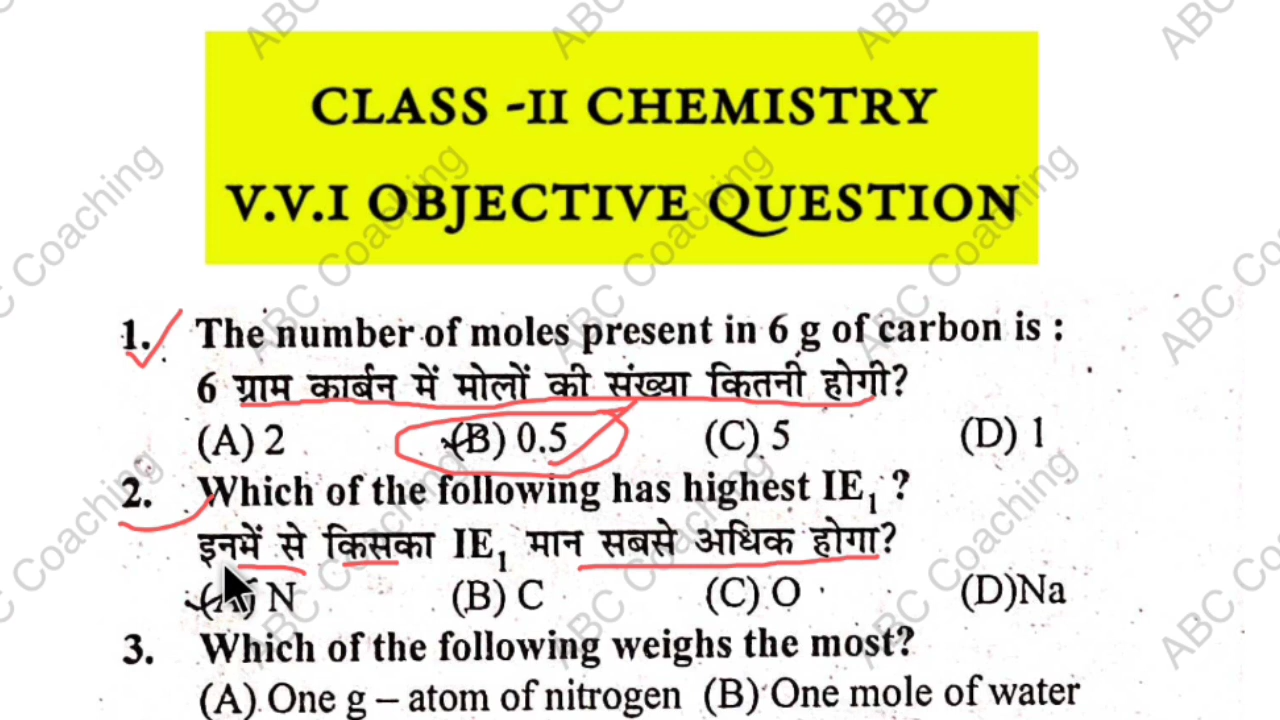 CLASS -II CHEMISTRY
V.V.I OBJECTIVE QUESTION
1. The number of moles present in 6 g of carbon is :
6 ग्राम कार्बन में मोलों की संख्या कितनी होगी?
(A) 2 (B) 0.5 (C) 5 (D) 1
2. Which of the following has highest IE₁ ?
इनमें से किसका IE₁ मान सबसे अधिक होगा?
(A) N (B) C (C) O (D)Na
3. Which of the following weighs the most?
(A) One g – atom of nitrogen (B) One mole of water
ABC Coaching